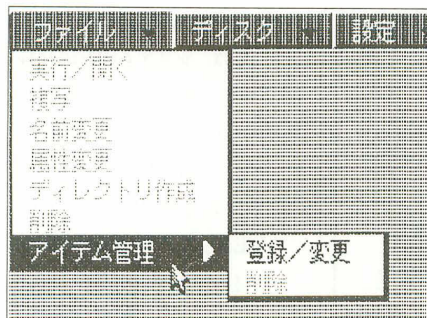 ファイル ディスク 設定
実行／開く
複写
名前変更
属性変更
ディレクトリ作成
削除
アイテム管理
登録／変更
削除